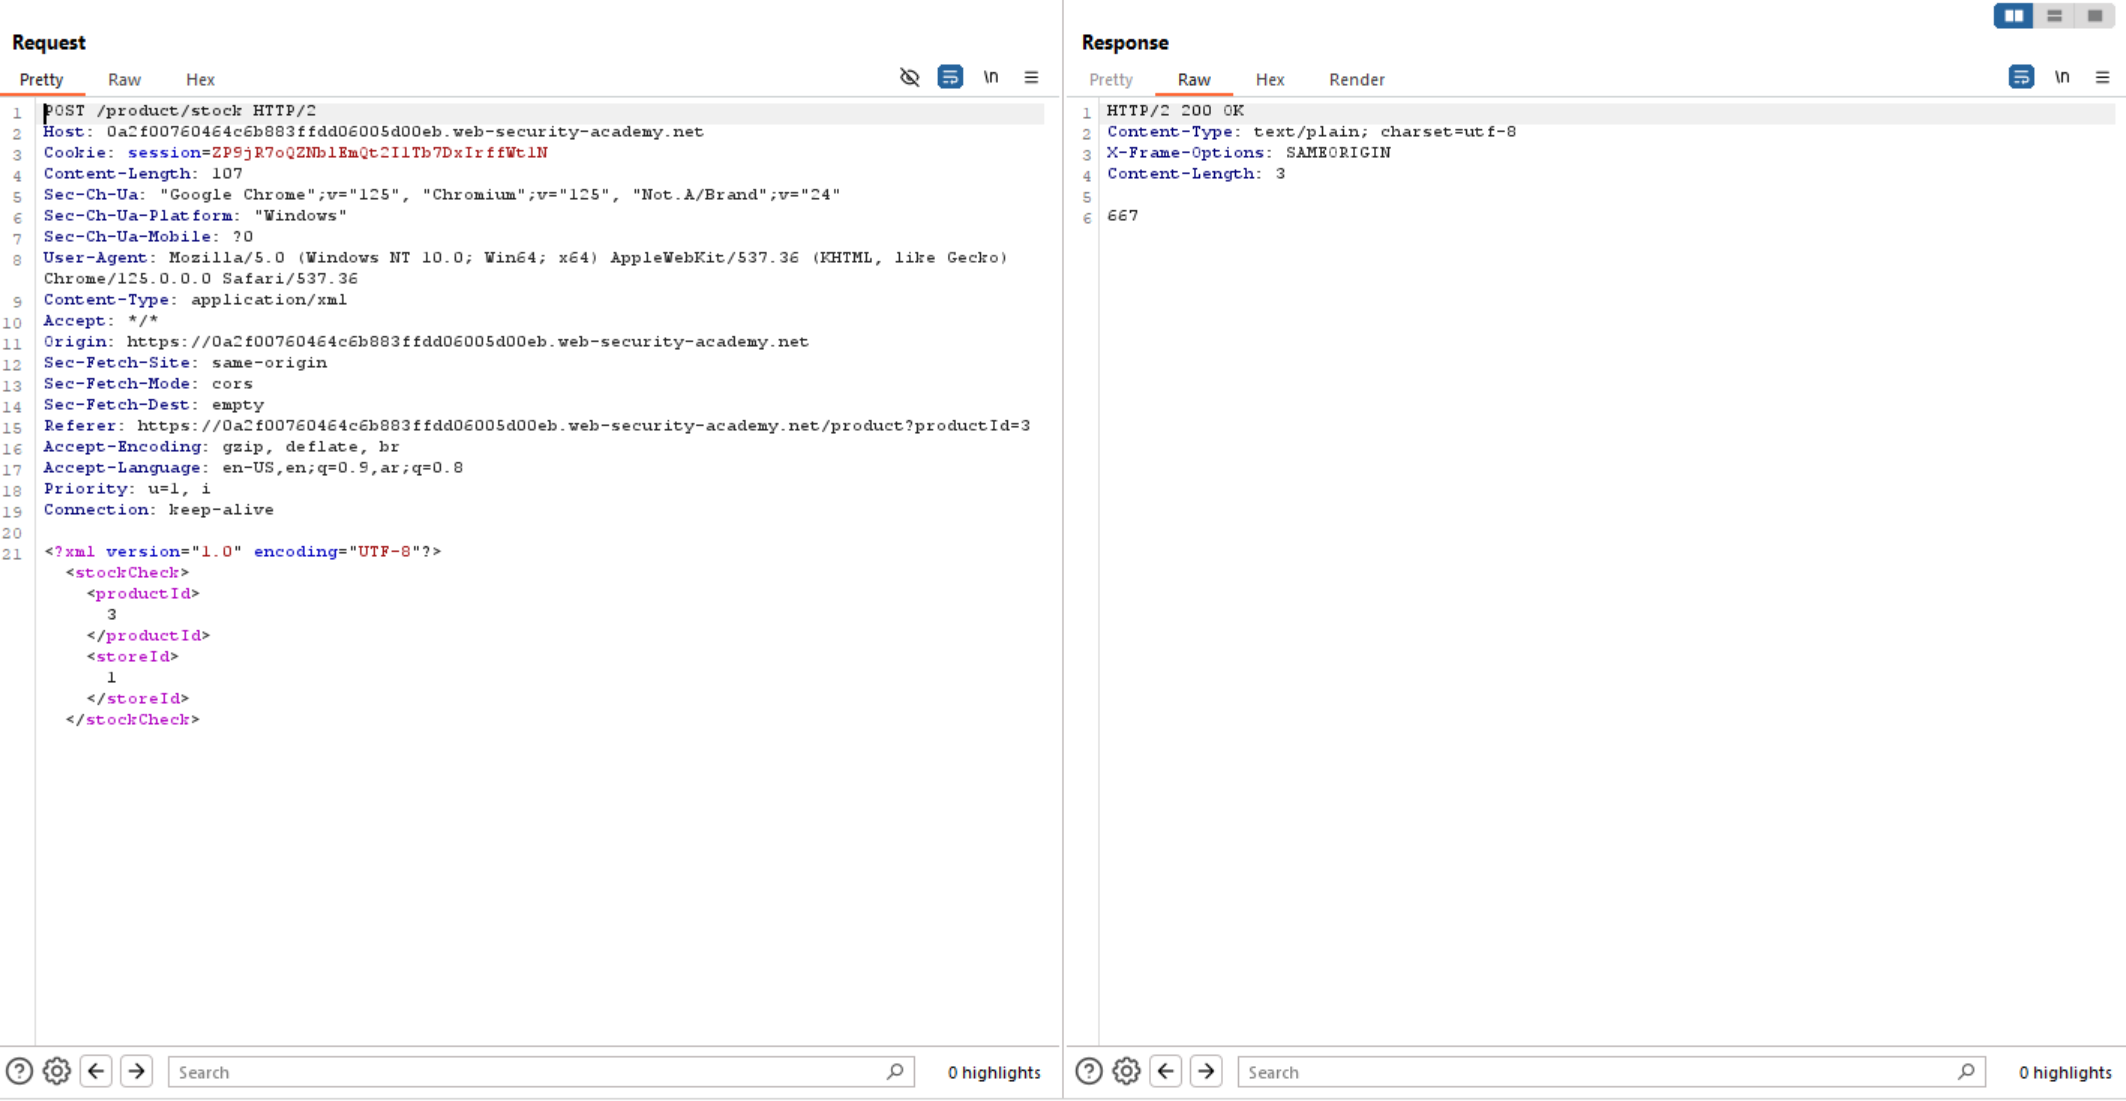 Request
Pretty Raw Hex \n
1 POST /product/stock HTTP/2
2 Host: 0a2f00760464c6b883ffdd06005d00eb.web-security-academy.net
3 Cookie: session=ZP9jR7oQZNblEmQt2IlTb7DxIrffWtlN
4 Content-Length: 107
5 Sec-Ch-Ua: "Google Chrome";v="125", "Chromium";v="125", "Not.A/Brand";v="24"
6 Sec-Ch-Ua-Platform: "Windows"
7 Sec-Ch-Ua-Mobile: ?0
8 User-Agent: Mozilla/5.0 (Windows NT 10.0; Win64; x64) AppleWebKit/537.36 (KHTML, like Gecko)
Chrome/125.0.0.0 Safari/537.36
9 Content-Type: application/xml
10 Accept: */*
11 Origin: https://0a2f00760464c6b883ffdd06005d00eb.web-security-academy.net
12 Sec-Fetch-Site: same-origin
13 Sec-Fetch-Mode: cors
14 Sec-Fetch-Dest: empty
15 Referer: https://0a2f00760464c6b883ffdd06005d00eb.web-security-academy.net/product?productId=3
16 Accept-Encoding: gzip, deflate, br
17 Accept-Language: en-US,en;q=0.9,ar;q=0.8
18 Priority: u=1, i
19 Connection: keep-alive
20
21 <?xml version="1.0" encoding="UTF-8"?>
<stockCheck>
<productId>
3
</productId>
<storeId>
1
</storeId>
</stockCheck>
Search 0 highlights
Response
Pretty Raw Hex Render \n
1 HTTP/2 200 OK
2 Content-Type: text/plain; charset=utf-8
3 X-Frame-Options: SAMEORIGIN
4 Content-Length: 3
5
6 667
Search 0 highlights